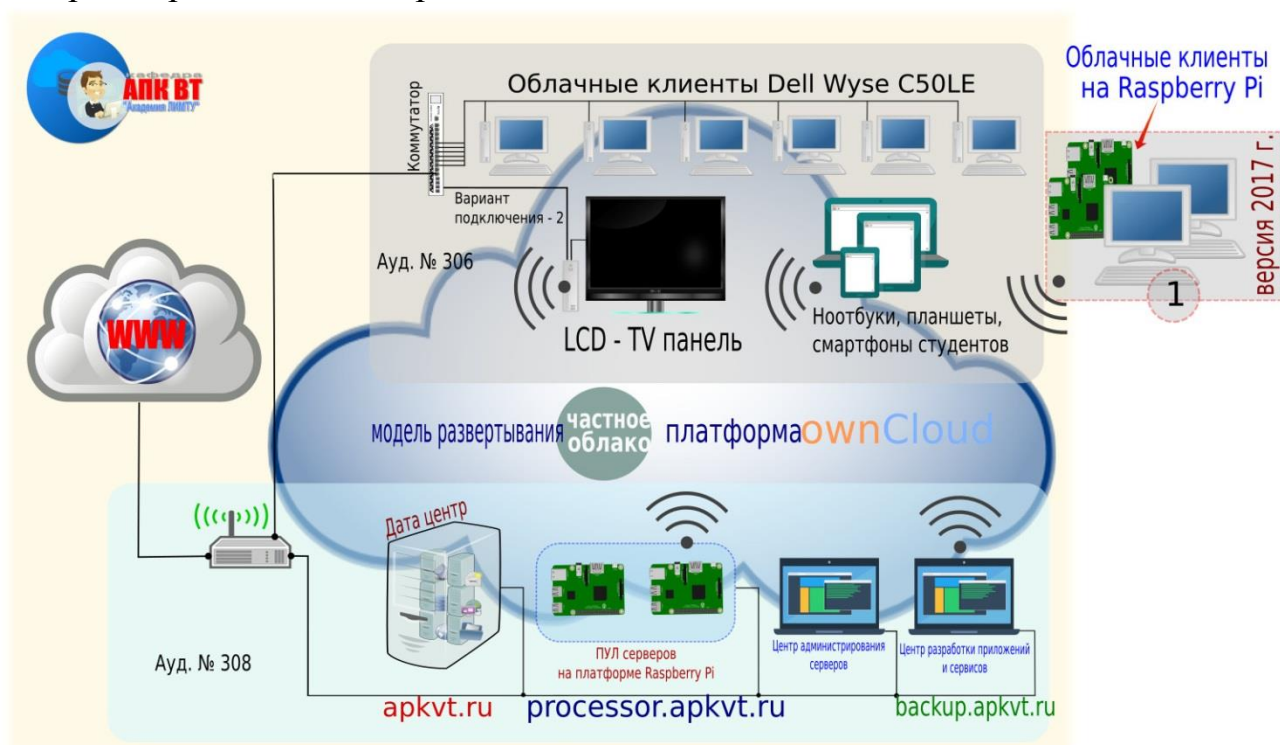 кафедра
АПК ВТ
"Академия ЛИМТУ"
Облачные клиенты Dell Wyse C50LE
Коммутатор
Вариант
подключения - 2
Ауд. № 306
LCD - TV панель
Ноотбуки, планшеты,
смартфоны студентов
Облачные клиенты
на Raspberry Pi
версия 2017 г.
1
WWW
модель развертывания
частное
облако
платформа
ownCloud
Дата центр
Ауд. № 308
ПУЛ серверов
на платформе Raspberry Pi
Центр администрирования
серверов
Центр разработки приложений
и сервисов
apkvt.ru
processor.apkvt.ru
backup.apkvt.ru